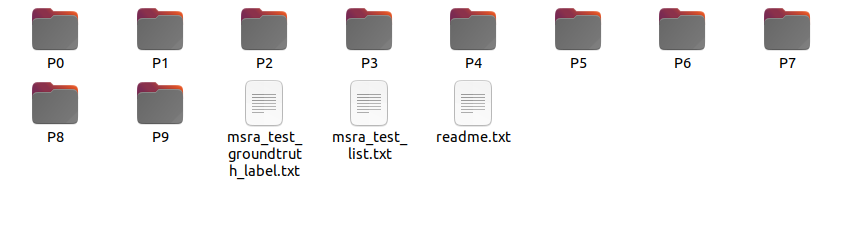 P0 P1 P2 P3 P4 P5 P6 P7
P8 P9 msra_test_
groundtrut
h_label.txt msra_test_
list.txt readme.txt